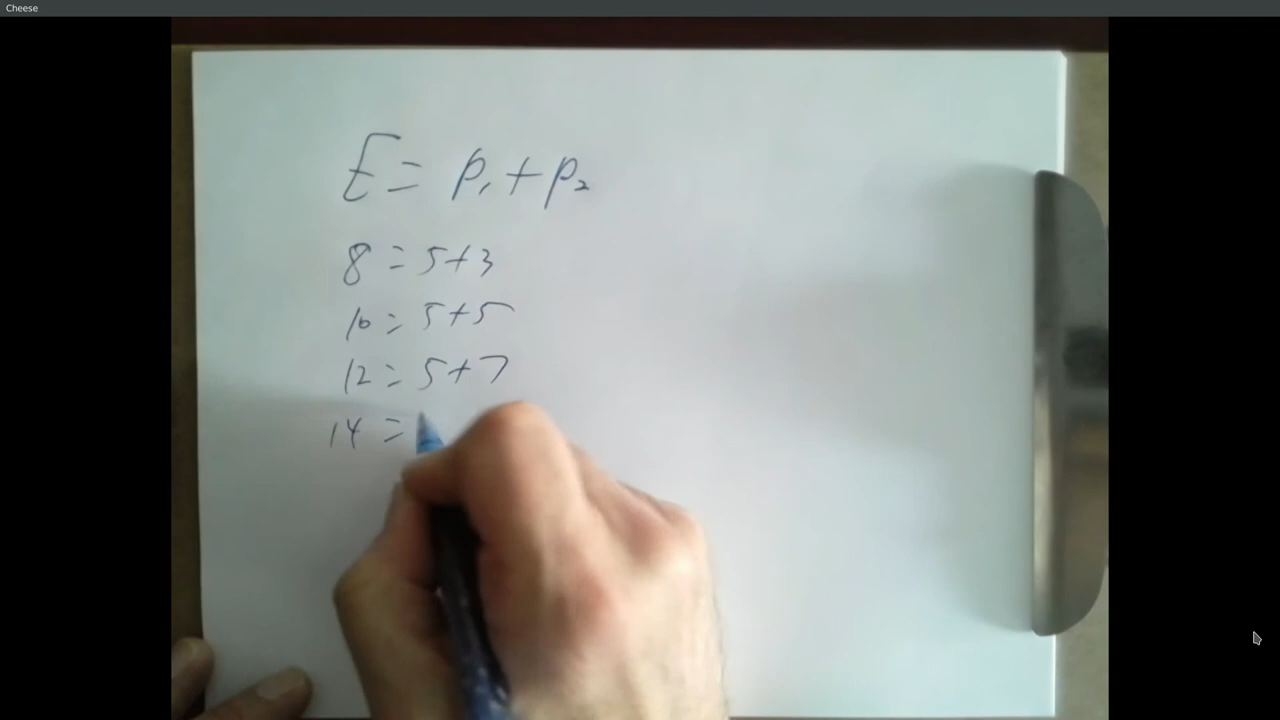 Cheese
E = p₁ + p₂
8 = 5+3
10 = 5+5
12 = 5+7
14 =